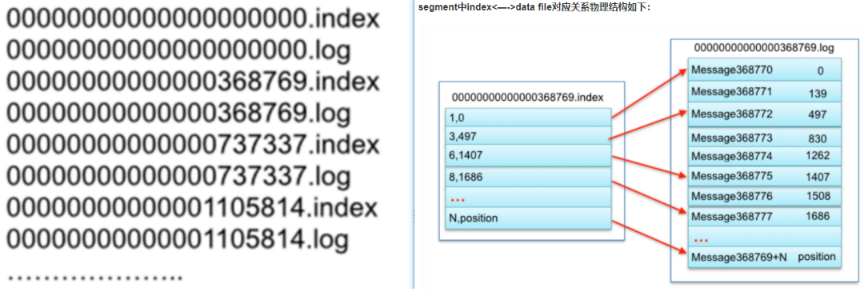 00000000000000000000.index
00000000000000000000.log
00000000000000368769.index
00000000000000368769.log
00000000000000737337.index
00000000000000737337.log
00000000000001105814.index
00000000000001105814.log
………………….
segment中index<—->data file对应关系物理结构如下:
00000000000000368769.index
1,0
3,497
6,1407
8,1686
...
N,position
00000000000000368769.log
Message368770 0
Message368771 139
Message368772 497
Message368773 830
Message368774 1262
Message368775 1407
Message368776 1508
Message368777 1686
...
Message368769+N position